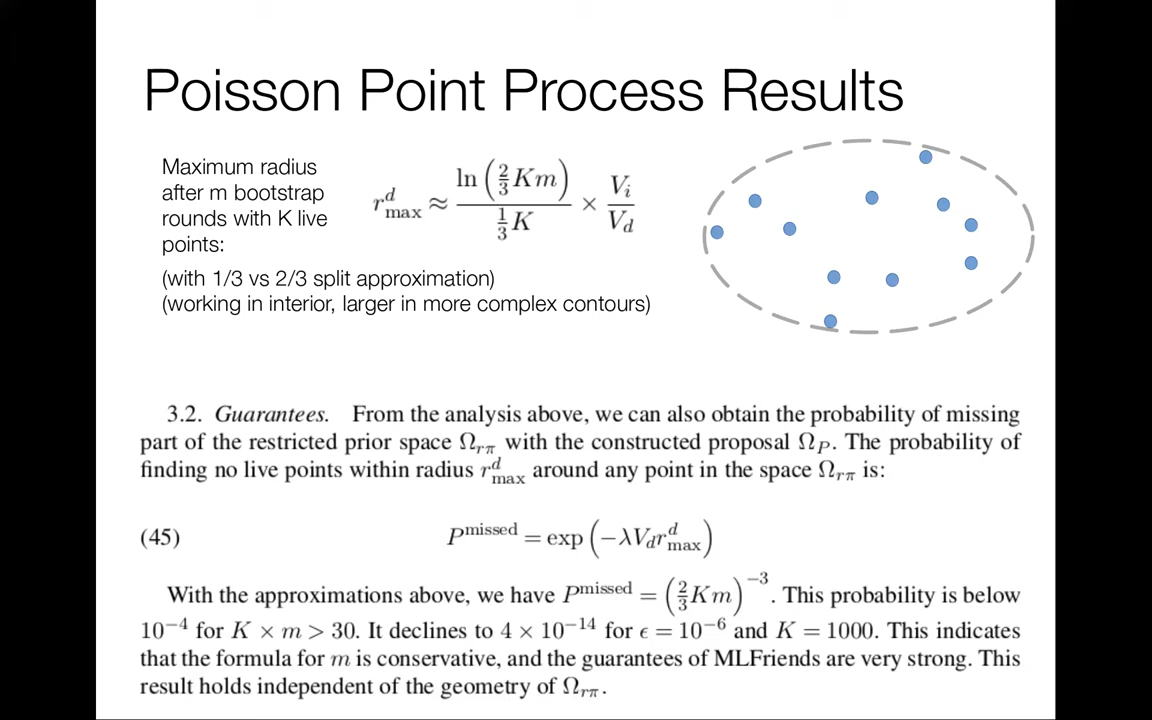 Poisson Point Process Results
Maximum radius
after m bootstrap
rounds with K live
points:
r^d_max ≈ ln(2/3 Km) / (1/3 K) × V_i / V_d
(with 1/3 vs 2/3 split approximation)
(working in interior, larger in more complex contours)
3.2. Guarantees. From the analysis above, we can also obtain the probability of missing
part of the restricted prior space Ω_rπ with the constructed proposal Ω_P. The probability of
finding no live points within radius r^d_max around any point in the space Ω_rπ is:
(45) P^missed = exp(−λV_d r^d_max)
With the approximations above, we have P^missed = (2/3 Km)^−3. This probability is below
10^−4 for K × m > 30. It declines to 4 × 10^−14 for ϵ = 10^−6 and K = 1000. This indicates
that the formula for m is conservative, and the guarantees of MLFriends are very strong. This
result holds independent of the geometry of Ω_rπ.